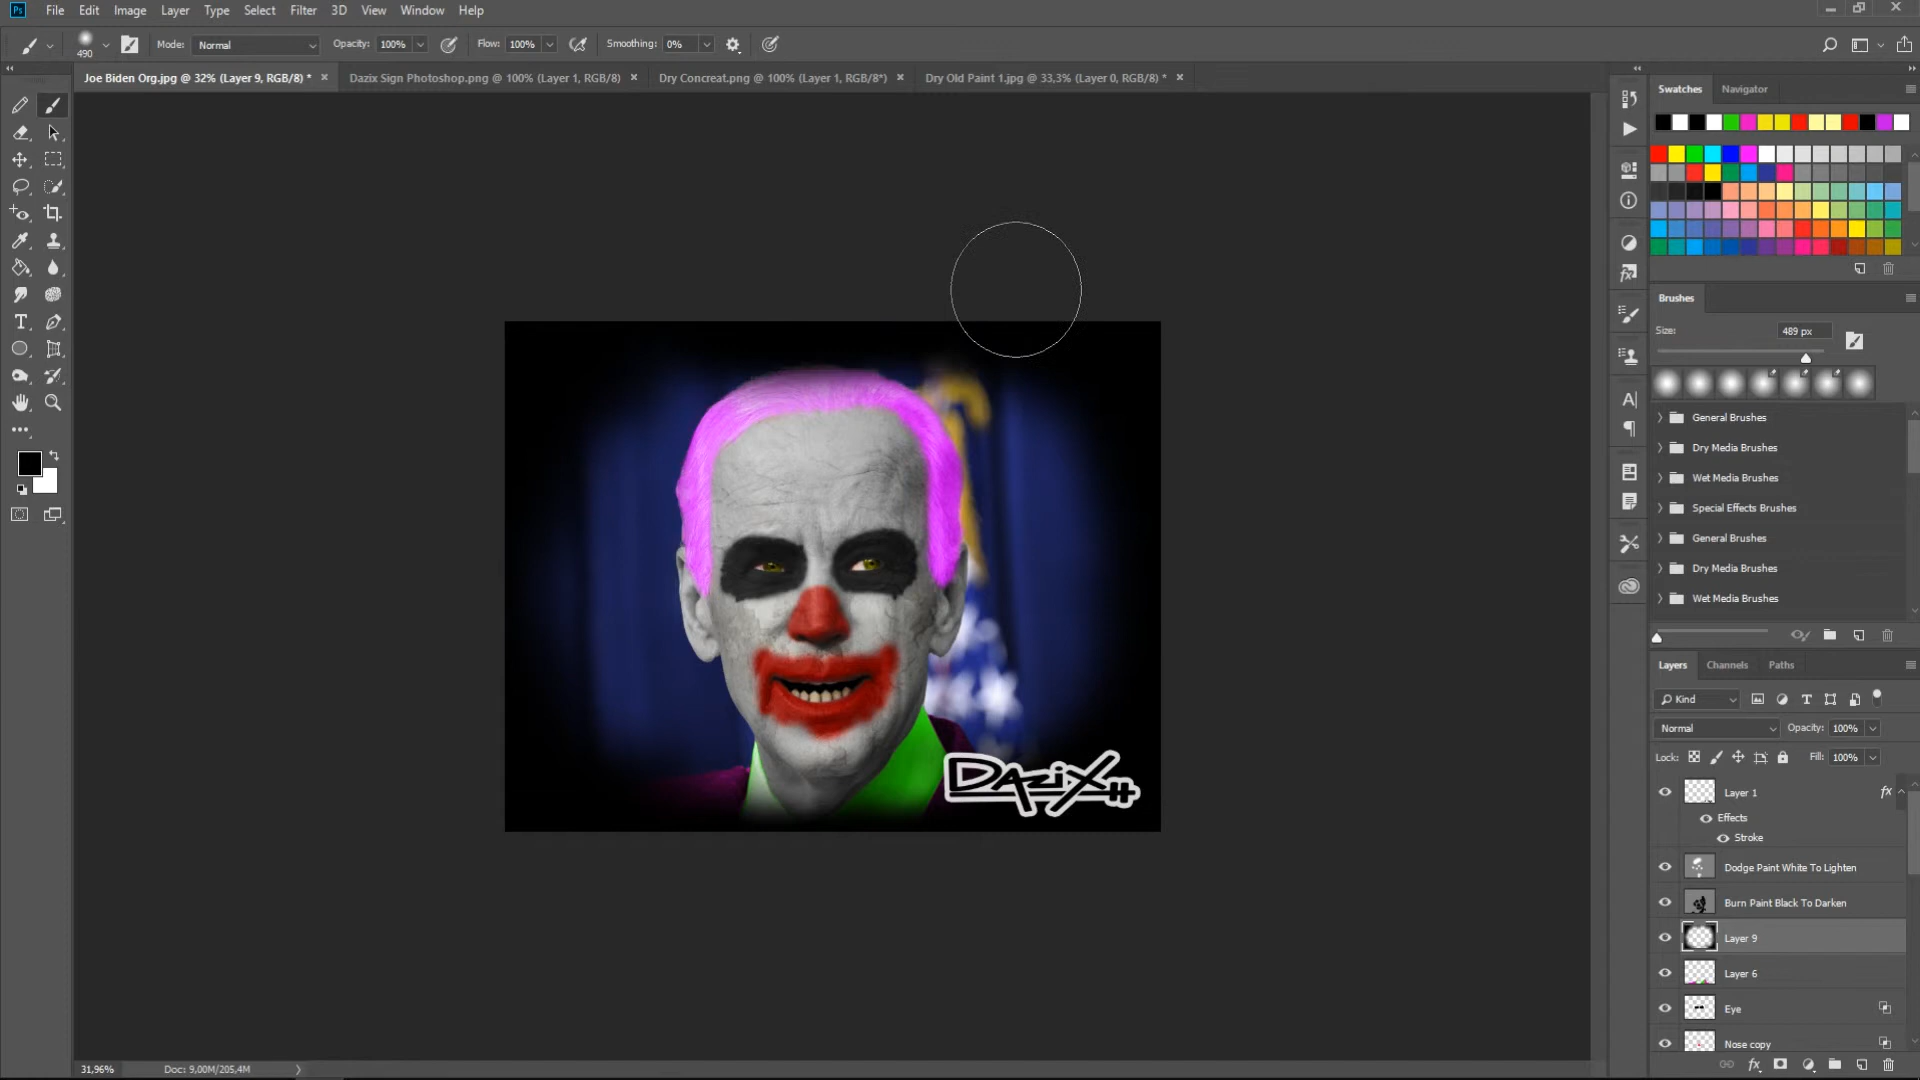 Ps File Edit Image Layer Type Select Filter 3D View Window Help
490 Mode: Normal Opacity: 100% Flow: 100% Smoothing: 0%
Joe Biden Org.jpg @ 32% (Layer 9, RGB/8) * × Dazix Sign Photoshop.png @ 100% (Layer 1, RGB/8) × Dry Concreat.png @ 100% (Layer 1, RGB/8*) × Dry Old Paint 1.jpg @ 33,3% (Layer 0, RGB/8) * ×
Swatches Navigator
Brushes
Size: 489 px
General Brushes
Dry Media Brushes
Wet Media Brushes
Special Effects Brushes
General Brushes
Dry Media Brushes
Wet Media Brushes
Layers Channels Paths
Kind
Normal Opacity: 100%
Lock: Fill: 100%
Layer 1 fx
Effects
Stroke
Dodge Paint White To Lighten
Burn Paint Black To Darken
Layer 9
Layer 6
Eye
Nose copy
DAziX
31,96% Doc: 9,00M/205,4M